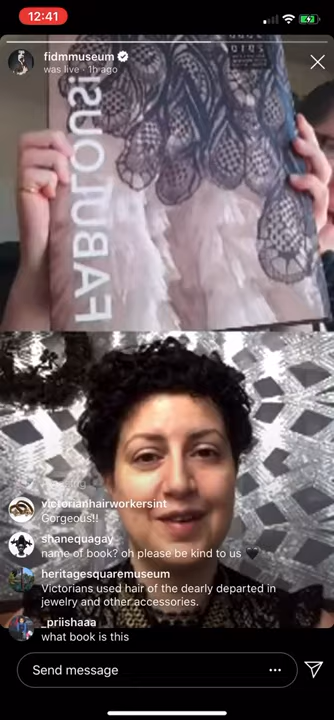 12:41
fidmmuseum
was live · 1h ago
FABULOUS!
victorianhairworkersint
Gorgeous!!
shanequagay
name of book? oh please be kind to us 🖤
heritagesquaremuseum
Victorians used hair of the dearly departed in
jewelry and other accessories.
_priishaaa
what book is this
Send message